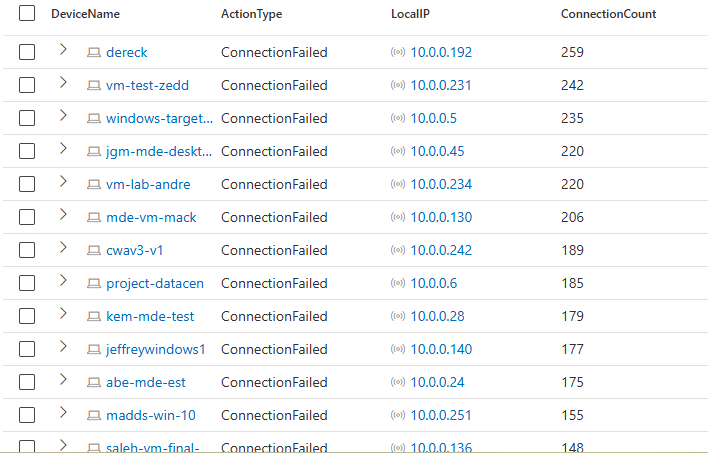 DeviceName ActionType LocalIP ConnectionCount
dereck ConnectionFailed 10.0.0.192 259
vm-test-zedd ConnectionFailed 10.0.0.231 242
windows-target... ConnectionFailed 10.0.0.5 235
jgm-mde-deskt... ConnectionFailed 10.0.0.45 220
vm-lab-andre ConnectionFailed 10.0.0.234 220
mde-vm-mack ConnectionFailed 10.0.0.130 206
cwav3-v1 ConnectionFailed 10.0.0.242 189
project-datacen ConnectionFailed 10.0.0.6 185
kem-mde-test ConnectionFailed 10.0.0.28 179
jeffreywindows1 ConnectionFailed 10.0.0.140 177
abe-mde-est ConnectionFailed 10.0.0.24 175
madds-win-10 ConnectionFailed 10.0.0.251 155
saleh-vm-final- ConnectionFailed 10.0.0.136 148